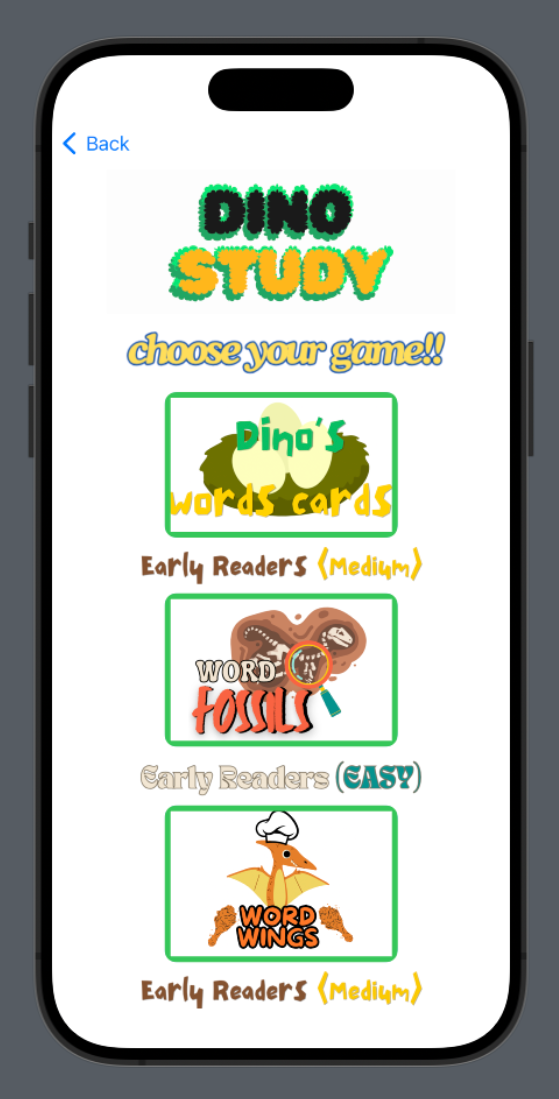 Back
DINO
STUDY
choose your game!!
Dino's
words cards
Early Readers (Medium)
WORD
FOSSILS
Early Readers (EASY)
WORD
WINGS
Early Readers (Medium)